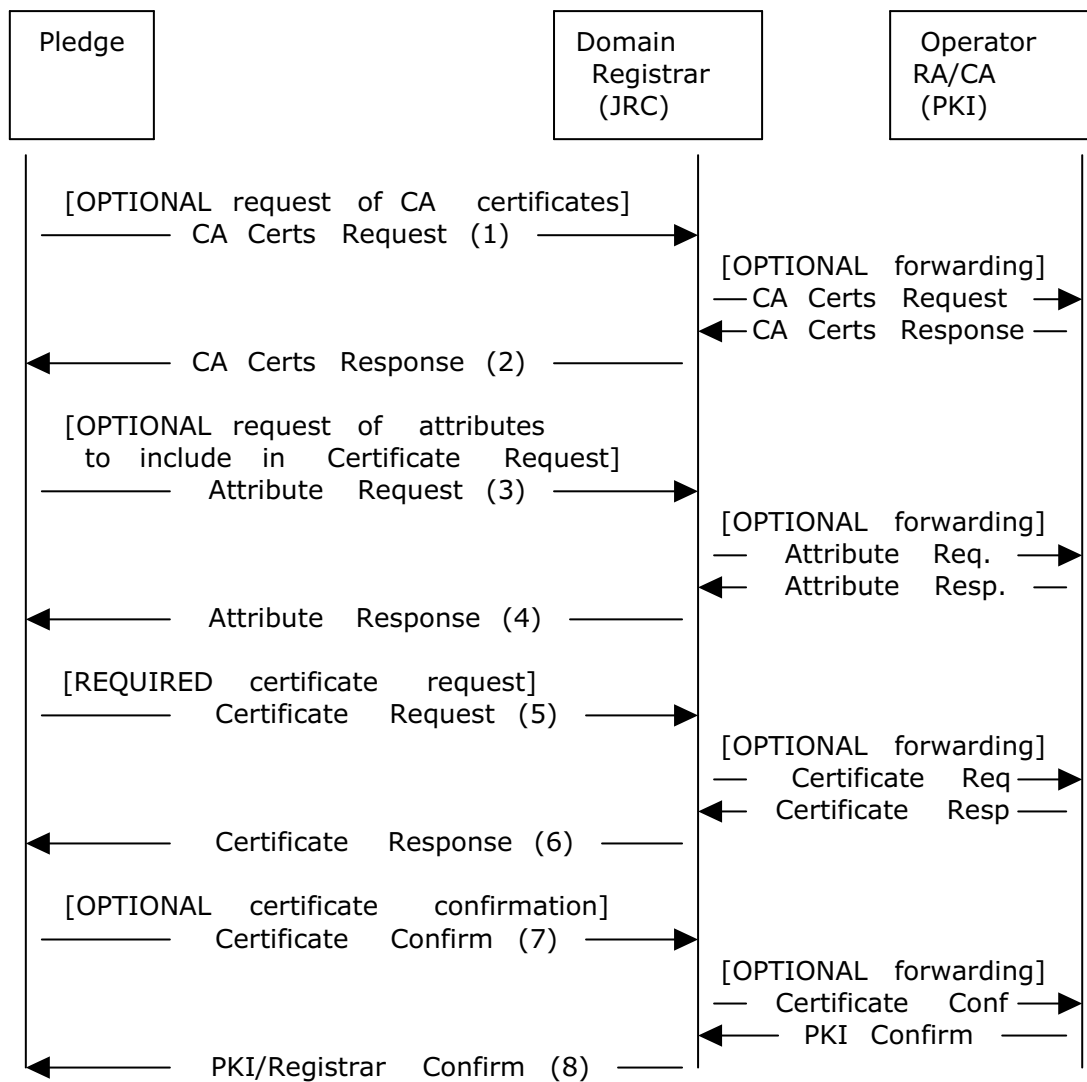 Pledge
Domain
Registrar
(JRC)
Operator
RA/CA
(PKI)
[OPTIONAL request of CA certificates]
CA Certs Request (1)
[OPTIONAL forwarding]
CA Certs Request
CA Certs Response
CA Certs Response (2)
[OPTIONAL request of attributes
to include in Certificate Request]
Attribute Request (3)
[OPTIONAL forwarding]
Attribute Req.
Attribute Resp.
Attribute Response (4)
[REQUIRED certificate request]
Certificate Request (5)
[OPTIONAL forwarding]
Certificate Req
Certificate Resp
Certificate Response (6)
[OPTIONAL certificate confirmation]
Certificate Confirm (7)
[OPTIONAL forwarding]
Certificate Conf
PKI Confirm
PKI/Registrar Confirm (8)